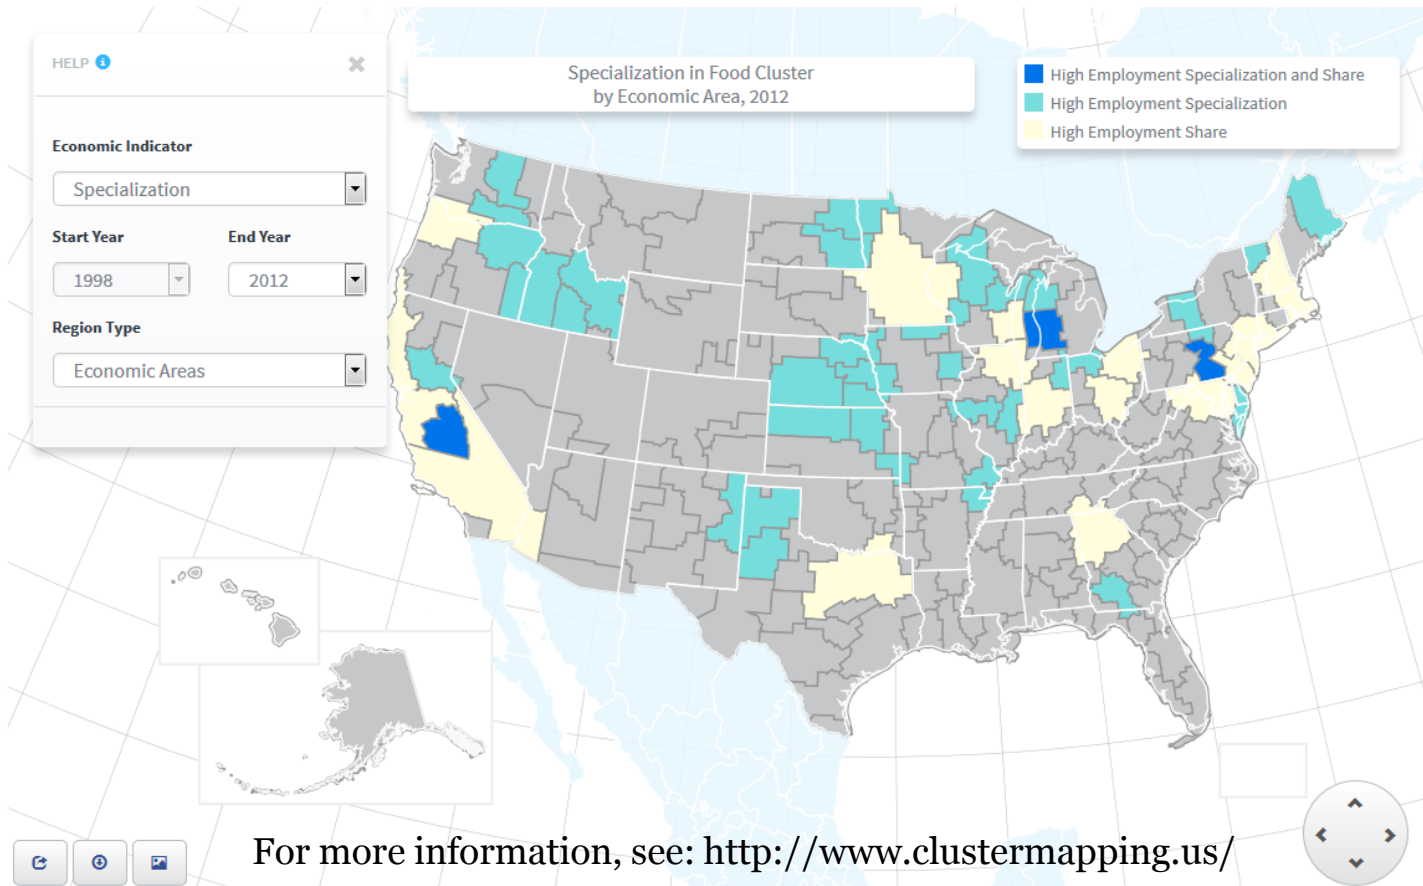 HELP
Economic Indicator
Specialization
Start Year End Year
1998 2012
Region Type
Economic Areas
Specialization in Food Cluster
by Economic Area, 2012
High Employment Specialization and Share
High Employment Specialization
High Employment Share
For more information, see: http://www.clustermapping.us/